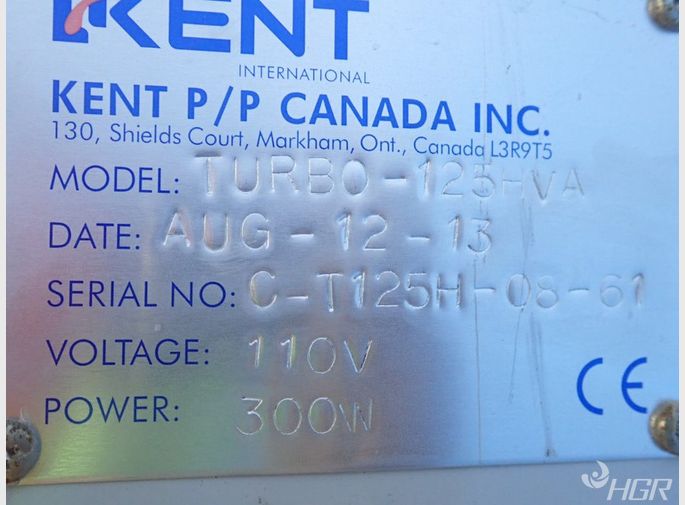 KENT
INTERNATIONAL
KENT P/P CANADA INC.
130, Shields Court, Markham, Ont., Canada L3R9T5
MODEL: TURBO-125HVA
DATE: AUG-12-13
SERIAL NO: C-T125H-08-61
VOLTAGE: 110V
POWER: 300W
CE
HGR